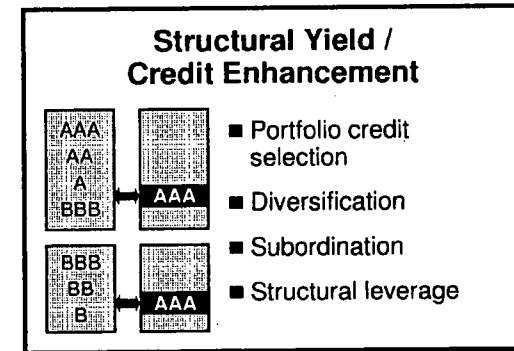 Structural Yield /
Credit Enhancement
AAA
AA
A
BBB
AAA
BBB
BB
B
AAA
■ Portfolio credit
selection
■ Diversification
■ Subordination
■ Structural leverage